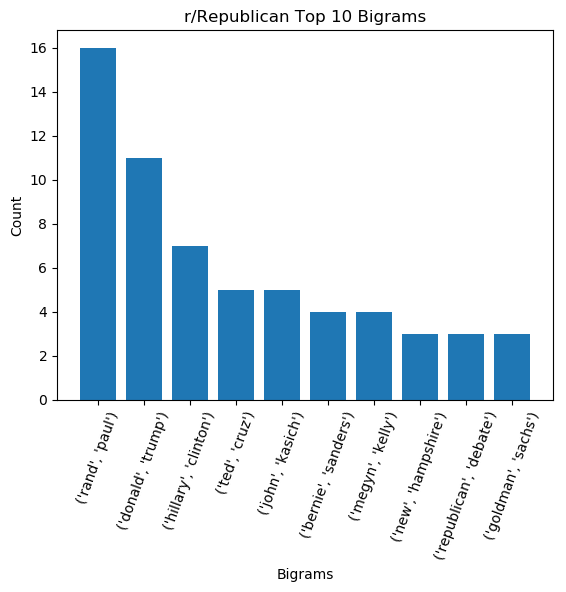 r/Republican Top 10 Bigrams
16
14
12
10
8
6
4
2
0
Count
('rand', 'paul')
('donald', 'trump')
('hillary', 'clinton')
('ted', 'cruz')
('john', 'kasich')
('bernie', 'sanders')
('megyn', 'kelly')
('new', 'hampshire')
('republican', 'debate')
('goldman', 'sachs')
Bigrams